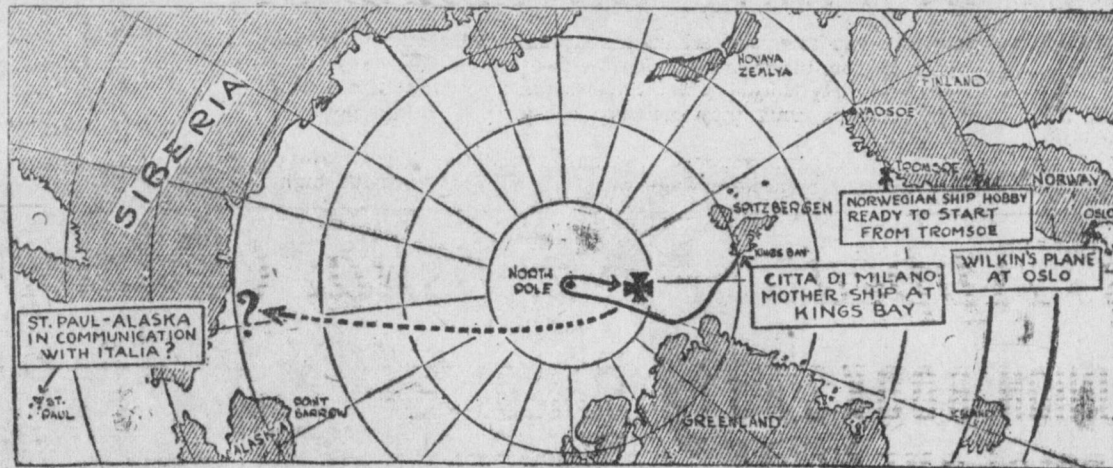 SIBERIA
NOVAYA
ZEMLYA
FINLAND
VADSOE
TROMSOE
NORWAY
OSLO
NORWEGIAN SHIP HOBBY
READY TO START
FROM TROMSOE
WILKIN'S PLANE
AT OSLO
SPITZBERGEN
KINGS BAY
CITTA DI MILANO
MOTHER-SHIP AT
KINGS BAY
NORTH
POLE
?
ST. PAUL-ALASKA
IN COMMUNICATION
WITH ITALIA?
ST.
PAUL
POINT
BARROW
ALASKA
GREENLAND